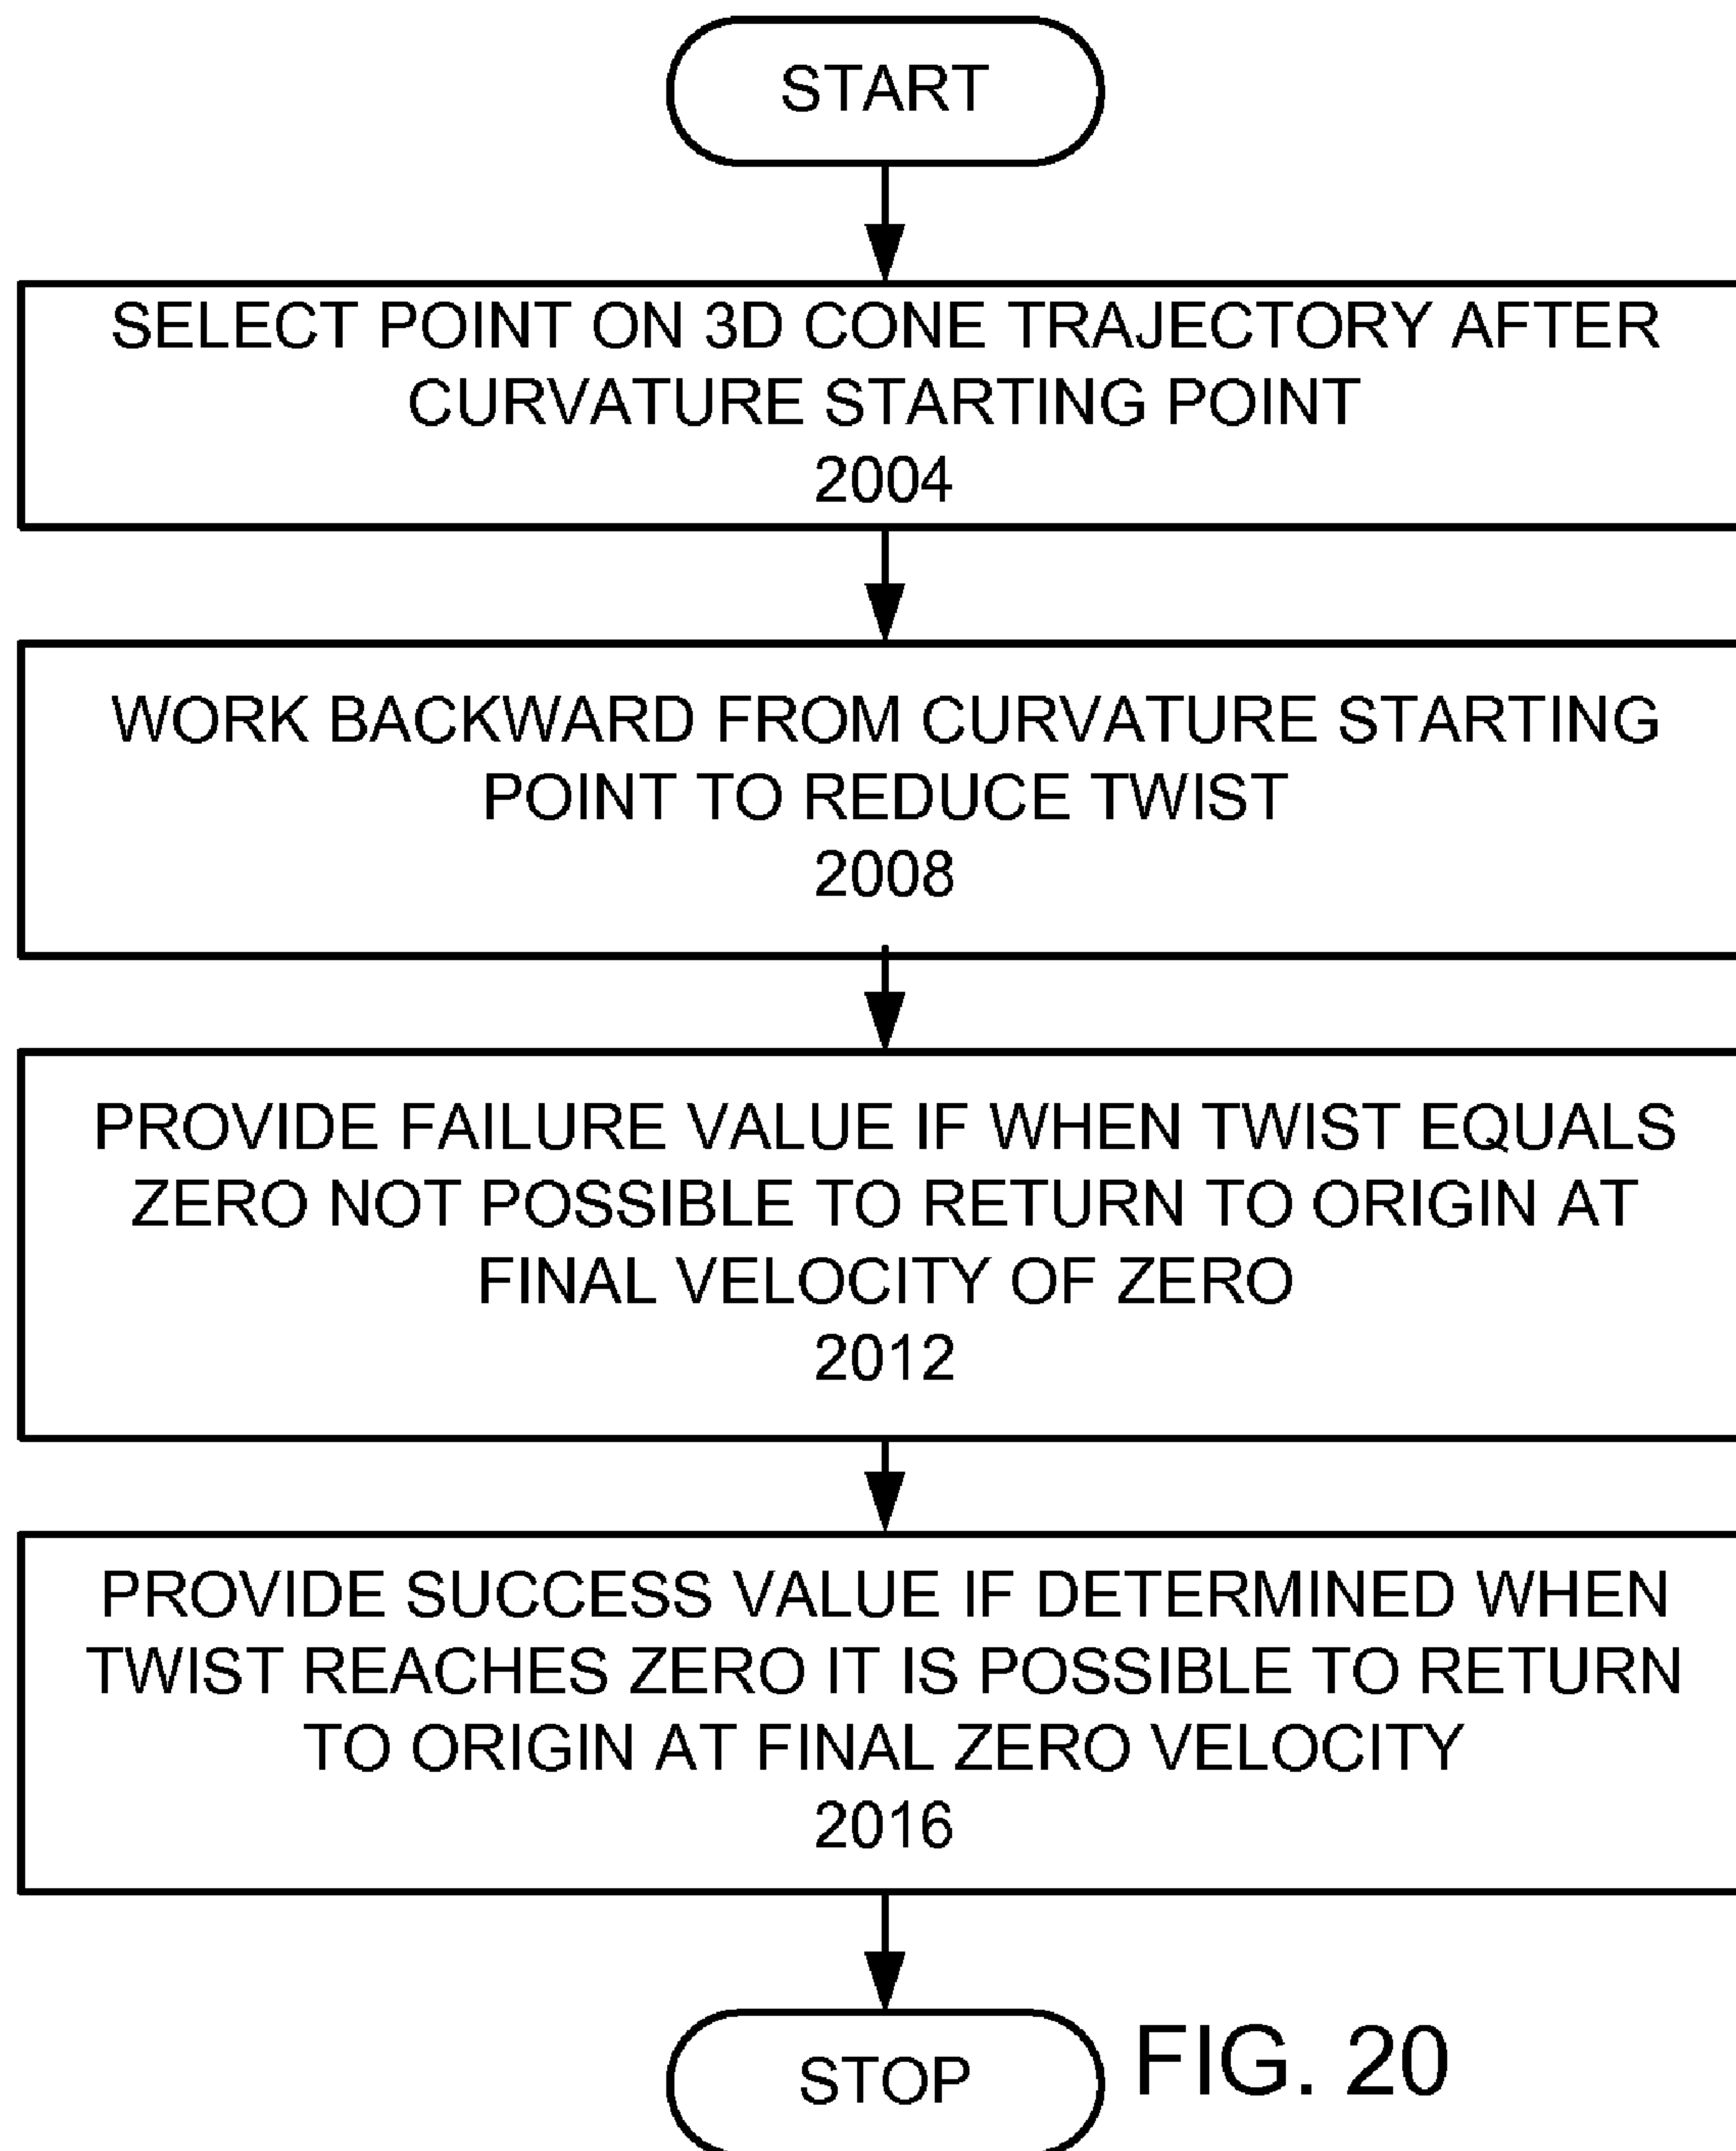 START
SELECT POINT ON 3D CONE TRAJECTORY AFTER
CURVATURE STARTING POINT
2004
WORK BACKWARD FROM CURVATURE STARTING
POINT TO REDUCE TWIST
2008
PROVIDE FAILURE VALUE IF WHEN TWIST EQUALS
ZERO NOT POSSIBLE TO RETURN TO ORIGIN AT
FINAL VELOCITY OF ZERO
2012
PROVIDE SUCCESS VALUE IF DETERMINED WHEN
TWIST REACHES ZERO IT IS POSSIBLE TO RETURN
TO ORIGIN AT FINAL ZERO VELOCITY
2016
STOP
FIG. 20